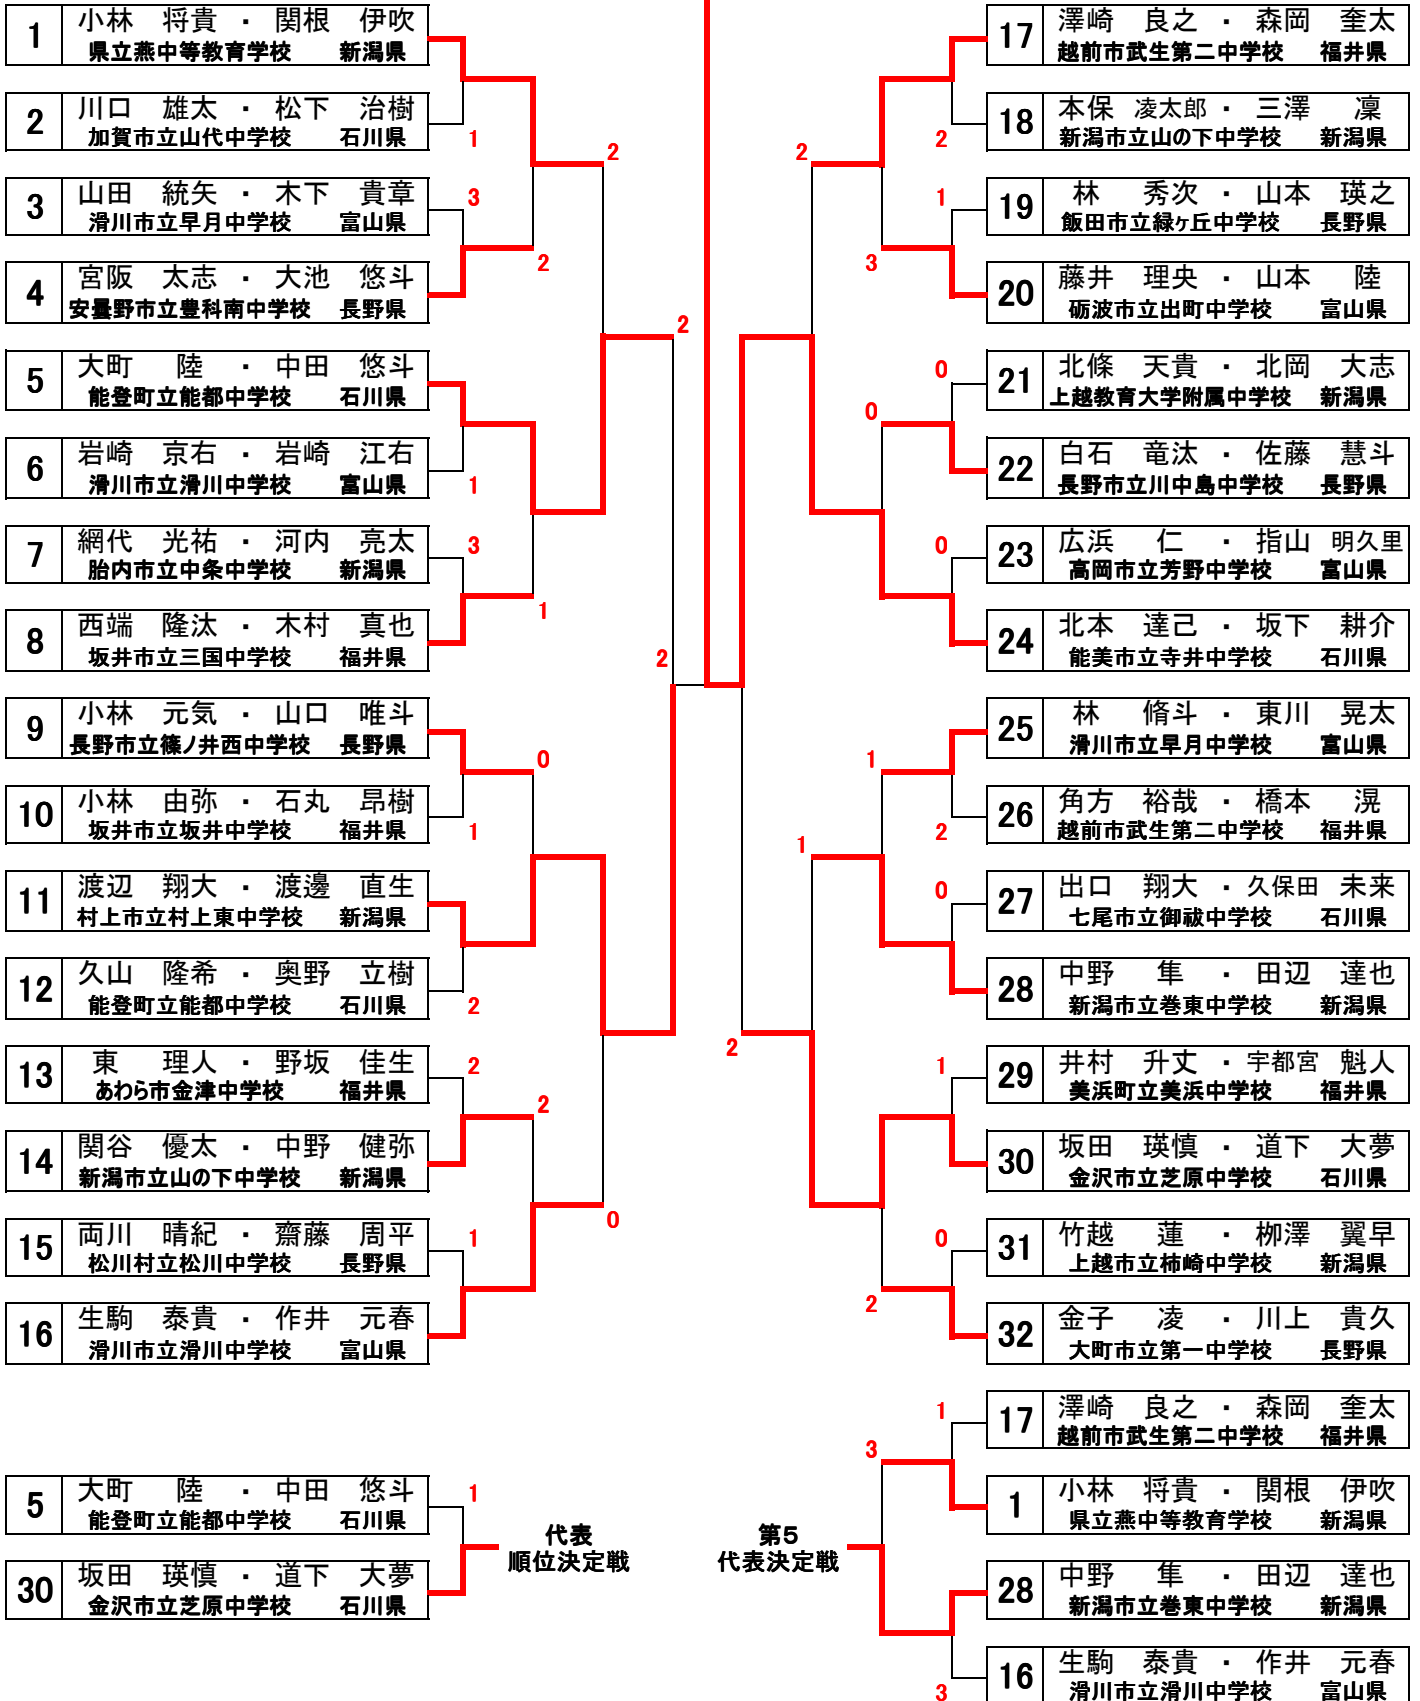 1 小林 将貴 ・ 関根 伊吹
県立燕中等教育学校 新潟県
2 川口 雄太 ・ 松下 治樹
加賀市立山代中学校 石川県
1
3 山田 統矢 ・ 木下 貴章
滑川市立早月中学校 富山県
3
4 宮阪 太志 ・ 大池 悠斗
安曇野市立豊科南中学校 長野県
2
2
5 大町 陸 ・ 中田 悠斗
能登町立能都中学校 石川県
6 岩崎 京右 ・ 岩崎 江右
滑川市立滑川中学校 富山県
1
7 網代 光祐 ・ 河内 亮太
胎内市立中条中学校 新潟県
3
8 西端 隆汰 ・ 木村 真也
坂井市立三国中学校 福井県
1
2
2
9 小林 元気 ・ 山口 唯斗
長野市立篠ノ井西中学校 長野県
0
10 小林 由弥 ・ 石丸 昂樹
坂井市立坂井中学校 福井県
1
11 渡辺 翔大 ・ 渡邊 直生
村上市立村上東中学校 新潟県
12 久山 隆希 ・ 奥野 立樹
能登町立能都中学校 石川県
2
13 東 理人 ・ 野坂 佳生
あわら市金津中学校 福井県
2
2
14 関谷 優太 ・ 中野 健弥
新潟市立山の下中学校 新潟県
15 両川 晴紀 ・ 齋藤 周平
松川村立松川中学校 長野県
1
0
16 生駒 泰貴 ・ 作井 元春
滑川市立滑川中学校 富山県
17 澤崎 良之 ・ 森岡 奎太
越前市武生第二中学校 福井県
18 本保 凌太郎 ・ 三澤 凜
新潟市立山の下中学校 新潟県
2
2
19 林 秀次 ・ 山本 瑛之
飯田市立緑ヶ丘中学校 長野県
1
3
20 藤井 理央 ・ 山本 陸
砺波市立出町中学校 富山県
21 北條 天貴 ・ 北岡 大志
上越教育大学附属中学校 新潟県
0
0
22 白石 竜汰 ・ 佐藤 慧斗
長野市立川中島中学校 長野県
23 広浜 仁 ・ 指山 明久里
高岡市立芳野中学校 富山県
0
24 北本 達己 ・ 坂下 耕介
能美市立寺井中学校 石川県
25 林 脩斗 ・ 東川 晃太
滑川市立早月中学校 富山県
1
26 角方 裕哉 ・ 橋本 滉
越前市武生第二中学校 福井県
2
1
27 出口 翔大 ・ 久保田 未来
七尾市立御祓中学校 石川県
0
28 中野 隼 ・ 田辺 達也
新潟市立巻東中学校 新潟県
2
29 井村 升丈 ・ 宇都宮 魁人
美浜町立美浜中学校 福井県
1
30 坂田 瑛慎 ・ 道下 大夢
金沢市立芝原中学校 石川県
31 竹越 蓮 ・ 栁澤 翼早
上越市立柿崎中学校 新潟県
0
2
32 金子 凌 ・ 川上 貴久
大町市立第一中学校 長野県
5 大町 陸 ・ 中田 悠斗
能登町立能都中学校 石川県
1
30 坂田 瑛慎 ・ 道下 大夢
金沢市立芝原中学校 石川県
代表
順位決定戦
第5
代表決定戦
17 澤崎 良之 ・ 森岡 奎太
越前市武生第二中学校 福井県
1
3
1 小林 将貴 ・ 関根 伊吹
県立燕中等教育学校 新潟県
28 中野 隼 ・ 田辺 達也
新潟市立巻東中学校 新潟県
16 生駒 泰貴 ・ 作井 元春
滑川市立滑川中学校 富山県
3